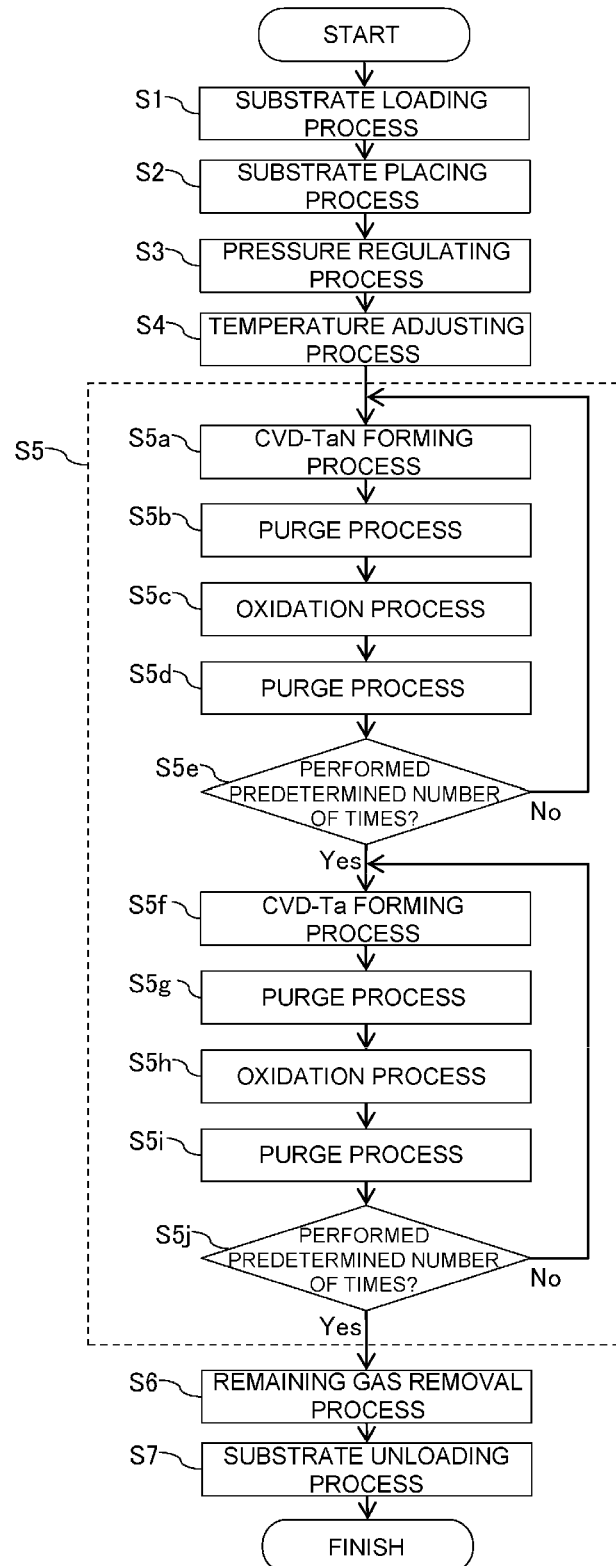 START
S1
SUBSTRATE LOADING
PROCESS
S2
SUBSTRATE PLACING
PROCESS
S3
PRESSURE REGULATING
PROCESS
S4
TEMPERATURE ADJUSTING
PROCESS
S5
S5a
CVD-TaN FORMING
PROCESS
S5b
PURGE PROCESS
S5c
OXIDATION PROCESS
S5d
PURGE PROCESS
S5e
PERFORMED
PREDETERMINED NUMBER
OF TIMES?
No
Yes
S5f
CVD-Ta FORMING
PROCESS
S5g
PURGE PROCESS
S5h
OXIDATION PROCESS
S5i
PURGE PROCESS
S5j
PERFORMED
PREDETERMINED NUMBER
OF TIMES?
No
Yes
S6
REMAINING GAS REMOVAL
PROCESS
S7
SUBSTRATE UNLOADING
PROCESS
FINISH